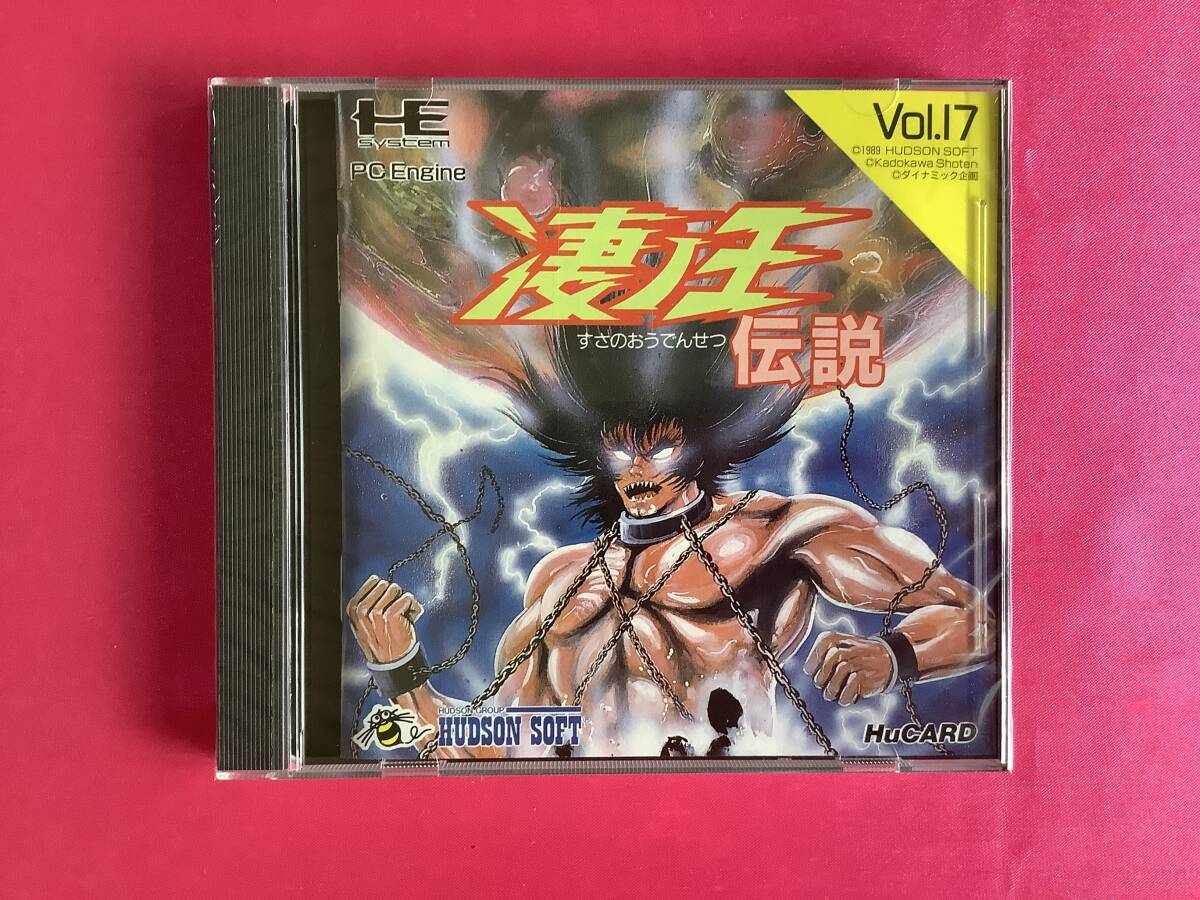 HE
system
PC Engine
Vol.17
©1989 HUDSON SOFT
©Kadokawa Shoten
©ダイナミック企画
凄ノ王
すさのおうでんせつ
伝説
HUDSON GROUP
HUDSON SOFT
HuCARD